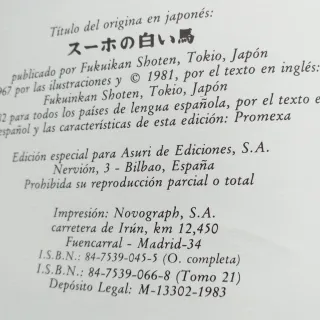 Título del origina en japonés:
スーホの白い馬
publicado por Fukuikan Shoten, Tokio, Japón
967 por las ilustraciones y © 1981, por el texto en inglés:
Fukuinkan Shoten, Tokio, Japón
82 para todos los países de lengua española, por el texto e
español y las características de esta edición: Promexa
Edición especial para Asuri de Ediciones, S.A.
Nervión, 3 - Bilbao, España
Prohibida su reproducción parcial o total
Impresión: Novograph, S.A.
carretera de Irún, km 12,450
Fuencarral - Madrid-34
I.S.B.N.: 84-7539-045-5 (O. completa)
I.S.B.N.: 84-7539-066-8 (Tomo 21)
Depósito Legal: M-13302-1983